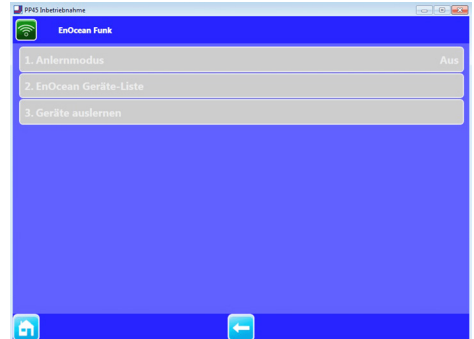 PP45 Inbetriebnahme
EnOcean Funk
1. Anlernmodus Aus
2. EnOcean Geräte-Liste
3. Geräte auslernen